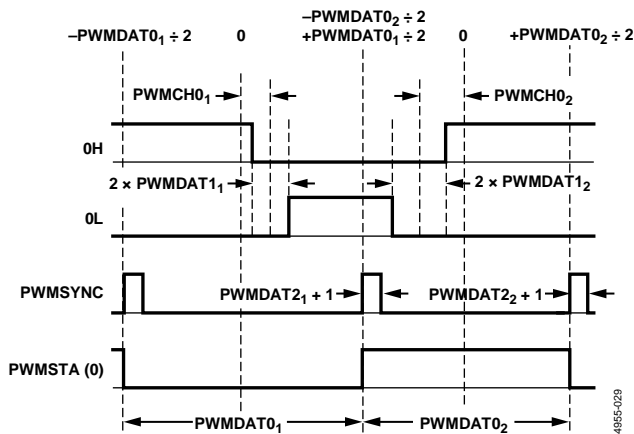 –PWMDAT0₂ ÷ 2
–PWMDAT0₁ ÷ 2 0 +PWMDAT0₁ ÷ 2 0 +PWMDAT0₂ ÷ 2
PWMCH0₁ PWMCH0₂
0H
2 × PWMDAT1₁ 2 × PWMDAT1₂
0L
PWMSYNC PWMDAT2₁ + 1 PWMDAT2₂ + 1
PWMSTA (0)
PWMDAT0₁ PWMDAT0₂
4955-029